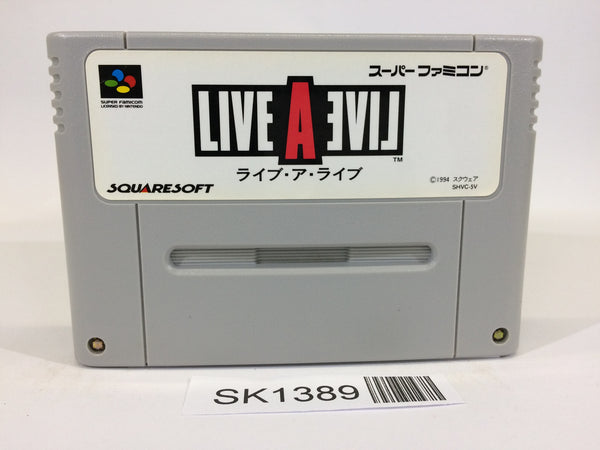 スーパーファミコン®
SUPER FAMICOM
LICENSED BY NINTENDO
LIVE A EVIL
TM
ライブ・ア・ライブ
SQUARESOFT
©1994 スクウェア
SHVC-5V
SK1389